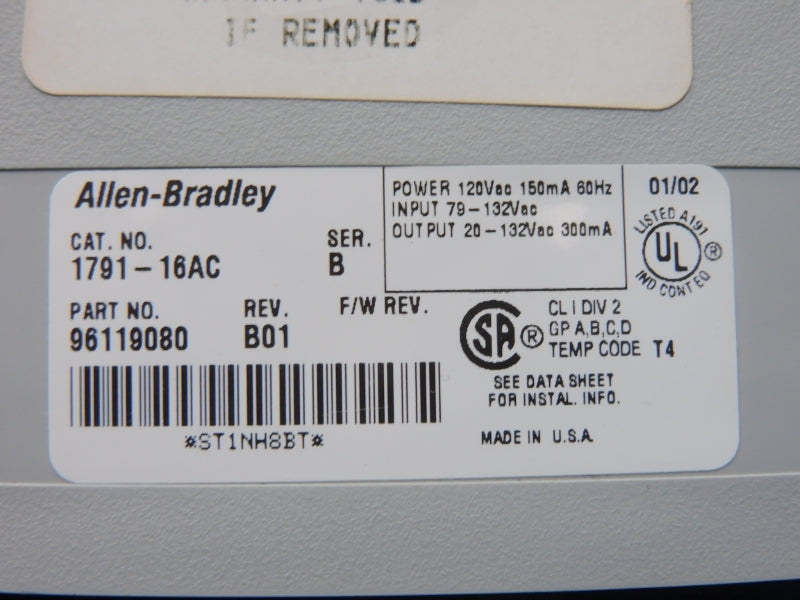 IF REMOVED
Allen-Bradley
CAT. NO.
SER.
1791-16AC
B
PART NO.
REV.
F/W REV.
96119080
B01
*ST1NH8BT*
POWER 120Vac 150mA 60Hz
INPUT 79-132Vac
OUTPUT 20-132Vac 300mA
01/02
LISTED A191
UL ®
IND CONT EQ
SA ®
CL I DIV 2
GP A,B,C,D
TEMP CODE T4
SEE DATA SHEET
FOR INSTAL. INFO.
MADE IN U.S.A.